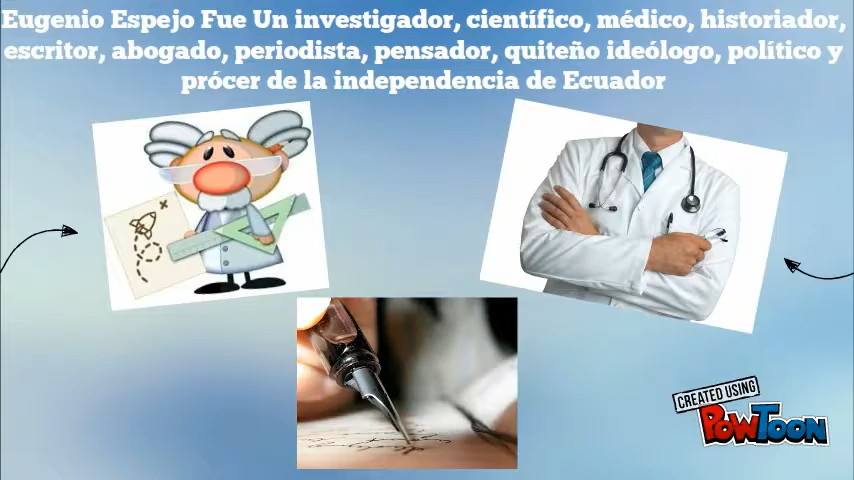 Eugenio Espejo Fue Un investigador, científico, médico, historiador,
escritor, abogado, periodista, pensador, quiteño ideólogo, político y
prócer de la independencia de Ecuador
CREATED USING
POWTOON